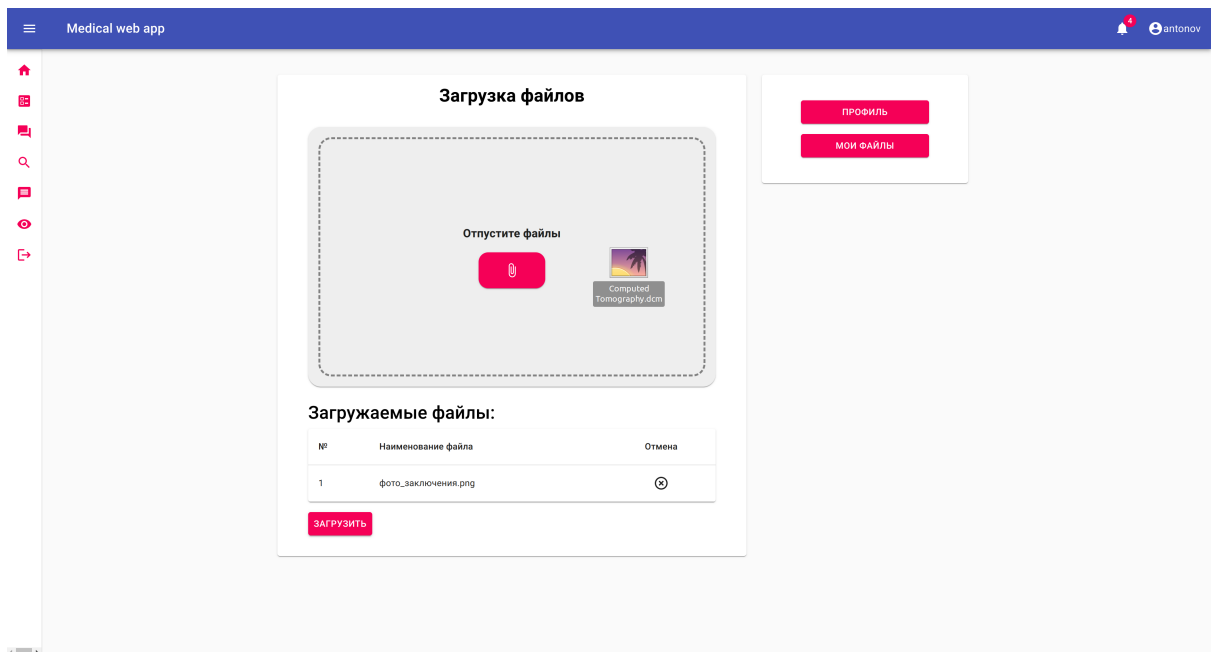 Medical web app
4
antonov
Загрузка файлов
ПРОФИЛЬ
МОИ ФАЙЛЫ
Отпустите файлы
Computed
Tomography.dcm
Загружаемые файлы:
№ Наименование файла Отмена
1 фото_заключения.png
ЗАГРУЗИТЬ